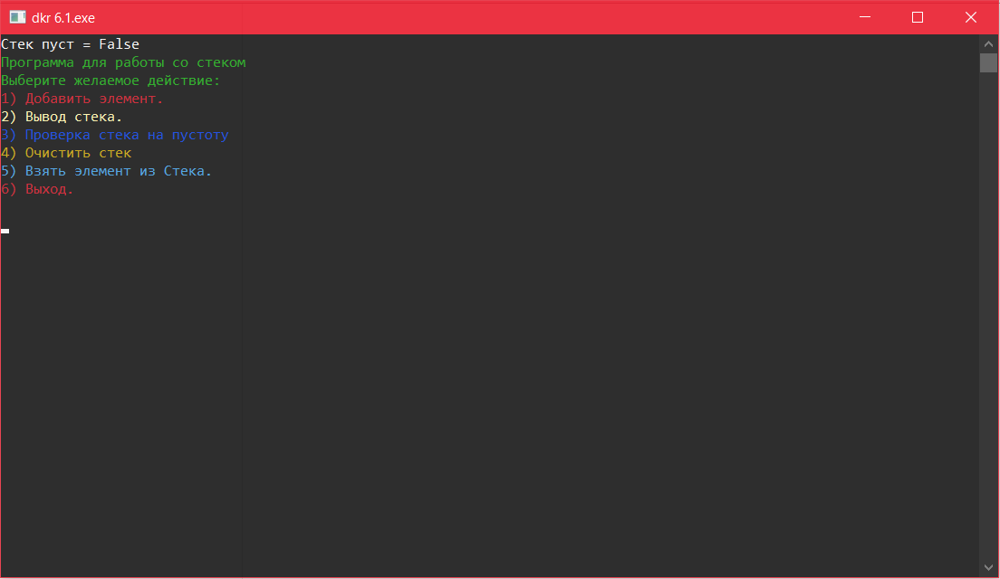 dkr 6.1.exe
Стек пуст = False
Программа для работы со стеком
Выберите желаемое действие:
1) Добавить элемент.
2) Вывод стека.
3) Проверка стека на пустоту
4) Очистить стек
5) Взять элемент из Стека.
6) Выход.